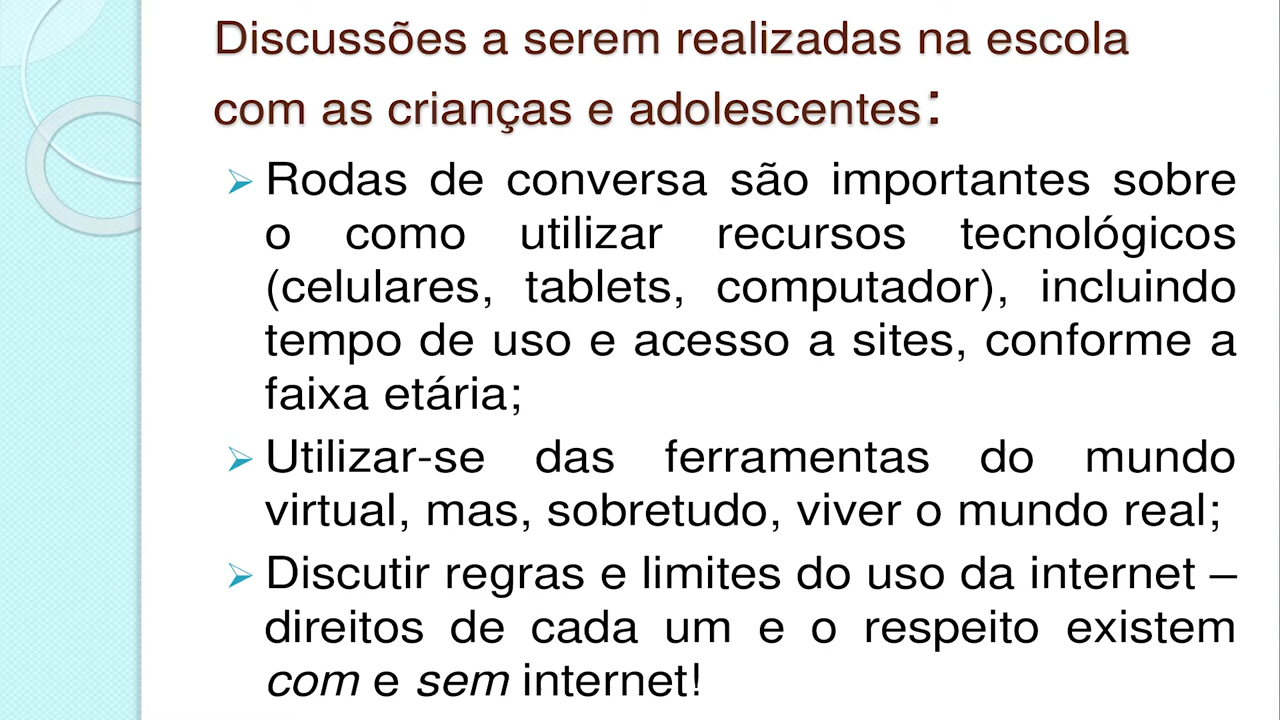 Discussões a serem realizadas na escola
com as crianças e adolescentes:
Rodas de conversa são importantes sobre
o como utilizar recursos tecnológicos
(celulares, tablets, computador), incluindo
tempo de uso e acesso a sites, conforme a
faixa etária;
Utilizar-se das ferramentas do mundo
virtual, mas, sobretudo, viver o mundo real;
Discutir regras e limites do uso da internet –
direitos de cada um e o respeito existem
com e sem internet!